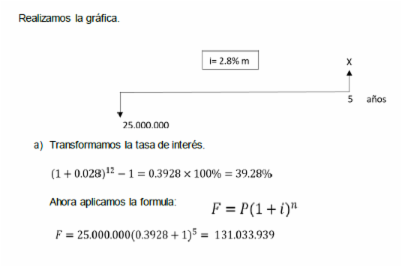 Realizamos la gráfica.
i= 2.8% m
X
5 años
25.000.000
a) Transformamos la tasa de interés.
(1 + 0.028)¹² − 1 = 0.3928 × 100% = 39.28%
Ahora aplicamos la formula: F = P(1 + i)ⁿ
F = 25.000.000(0.3928 + 1)⁵ = 131.033.939